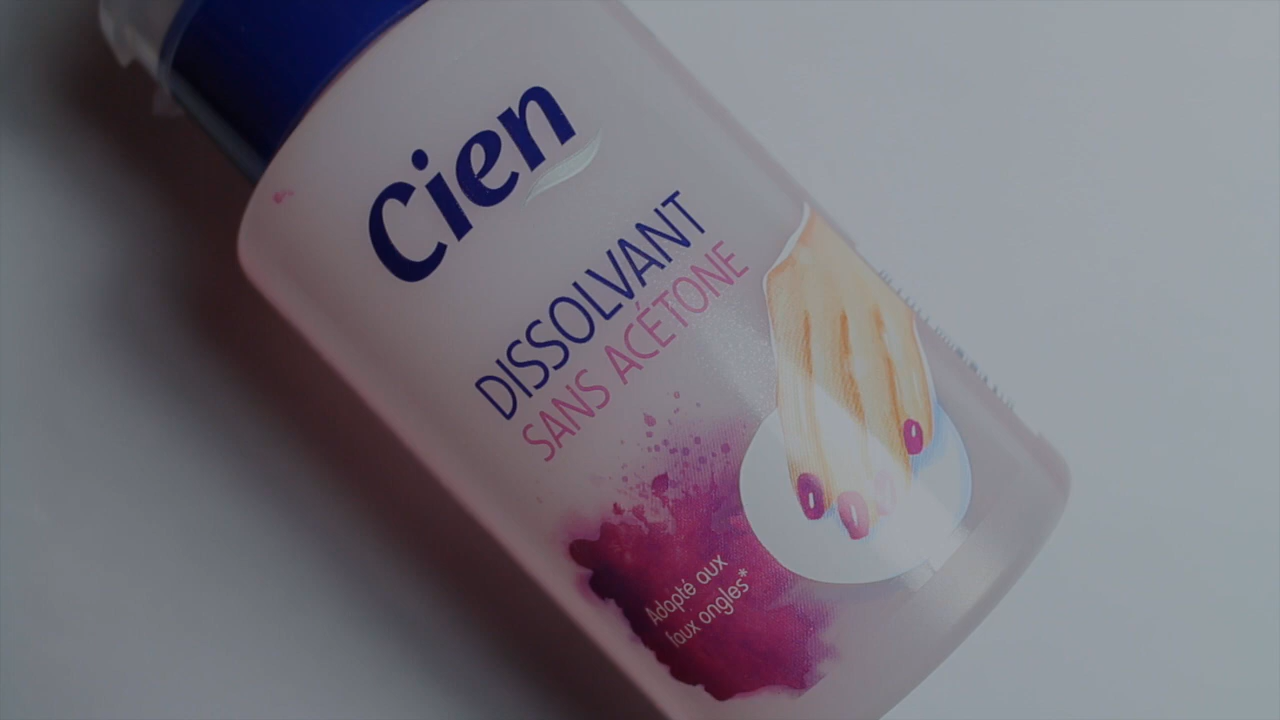 Cien
DISSOLVANT
SANS ACÉTONE
Adapté aux
faux ongles*